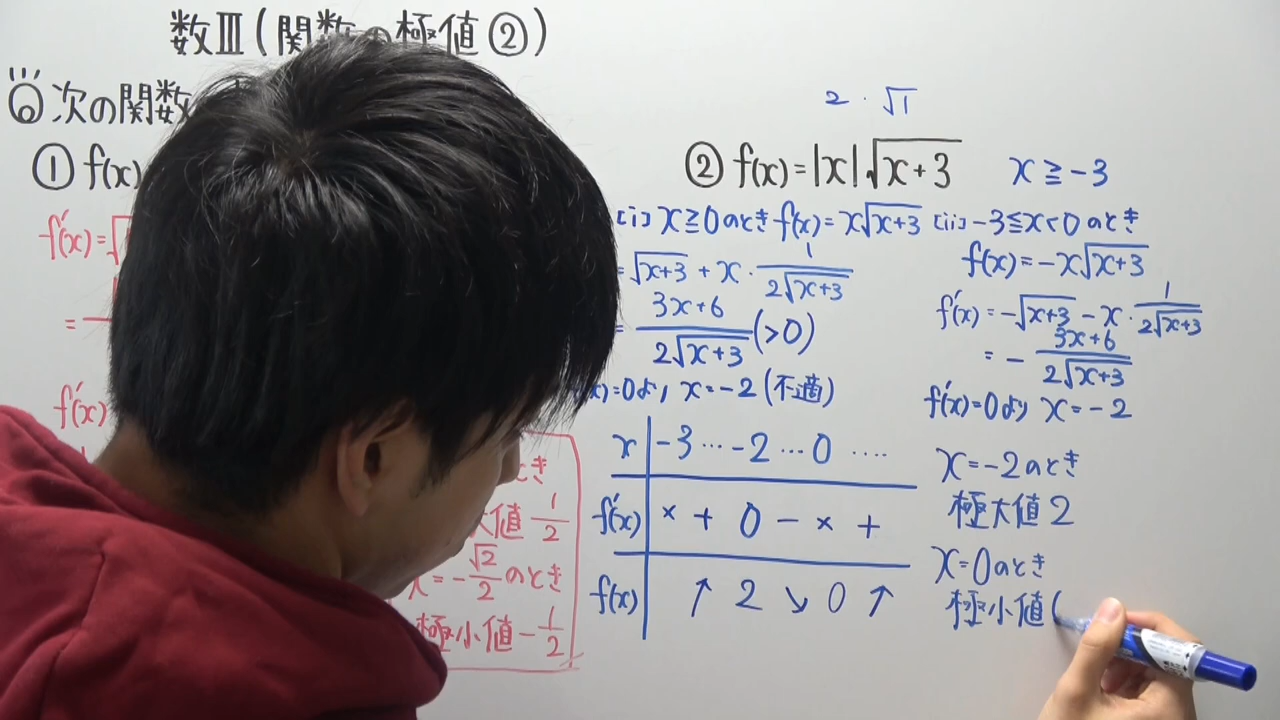 数Ⅲ(関数の極値②)
次の関数
① f(x)
f'(x)=√
=
f'(x)
とき
大値 1/2
x=-√2/2のとき
極小値-1/2
2・√1
② f(x)=|x|√x+3 x≧-3
(i) x≧0のとき f(x)=x√x+3
=√x+3+x・1/2√x+3
=3x+6/2√x+3 (>0)
(x)=0より x=-2(不適)
x -3 … -2 … 0 ‥‥
f'(x) × + 0 - × +
f(x) ↗ 2 ↘ 0 ↗
(ii) -3≦x<0のとき
f(x)=-x√x+3
f'(x)=-√x+3-x・1/2√x+3
=-3x+6/2√x+3
f'(x)=0より x=-2
x=-2のとき
極大値2
x=0のとき
極小値